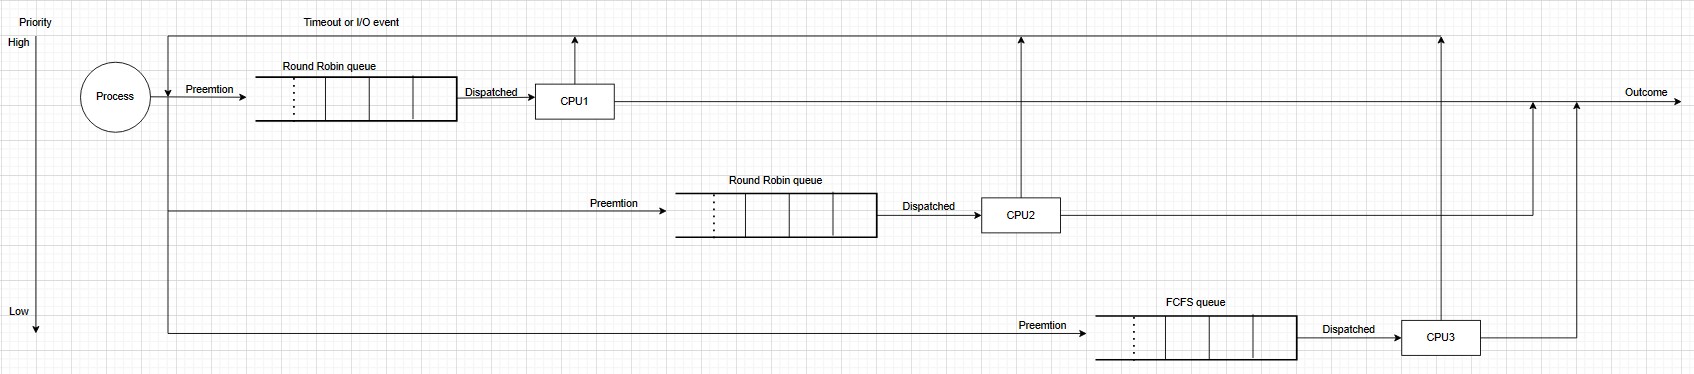 Priority
Timeout or I/O event
High
Round Robin queue
Process
Preemtion
Dispatched
CPU1
Outcome
Round Robin queue
Preemtion
Dispatched
CPU2
FCFS queue
Low
Preemtion
Dispatched
CPU3